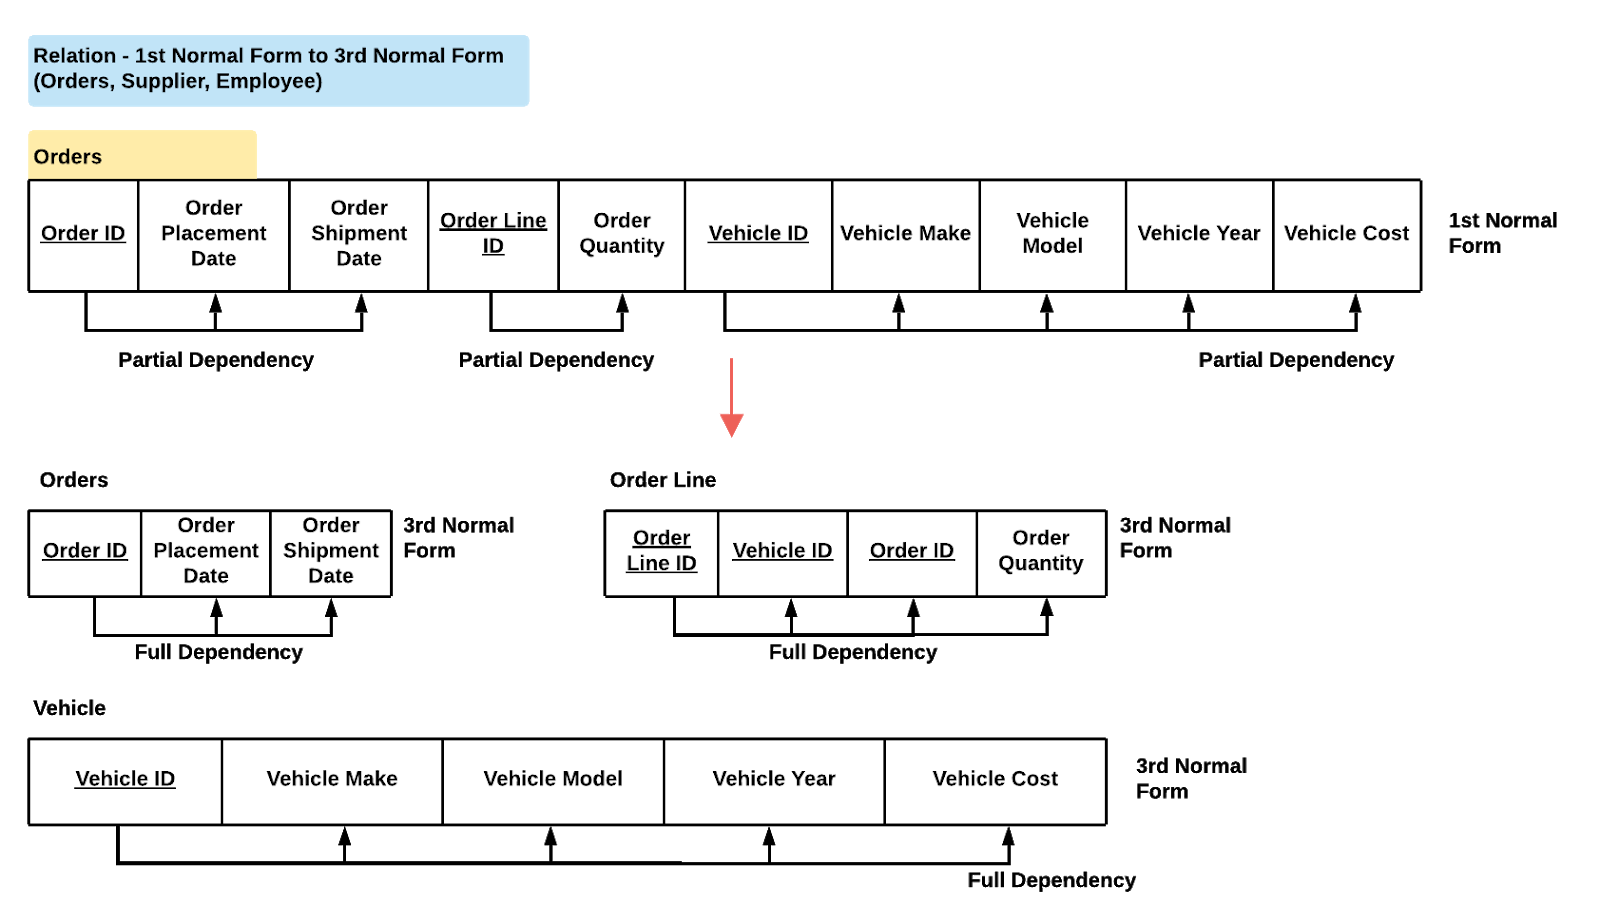 Relation - 1st Normal Form to 3rd Normal Form
(Orders, Supplier, Employee)
Orders
Order ID
Order
Placement
Date
Order
Shipment
Date
Order Line
ID
Order
Quantity
Vehicle ID
Vehicle Make
Vehicle
Model
Vehicle Year
Vehicle Cost
1st Normal
Form
Partial Dependency
Partial Dependency
Partial Dependency
Orders
Order ID
Order
Placement
Date
Order
Shipment
Date
3rd Normal
Form
Full Dependency
Order Line
Order
Line ID
Vehicle ID
Order ID
Order
Quantity
3rd Normal
Form
Full Dependency
Vehicle
Vehicle ID
Vehicle Make
Vehicle Model
Vehicle Year
Vehicle Cost
3rd Normal
Form
Full Dependency